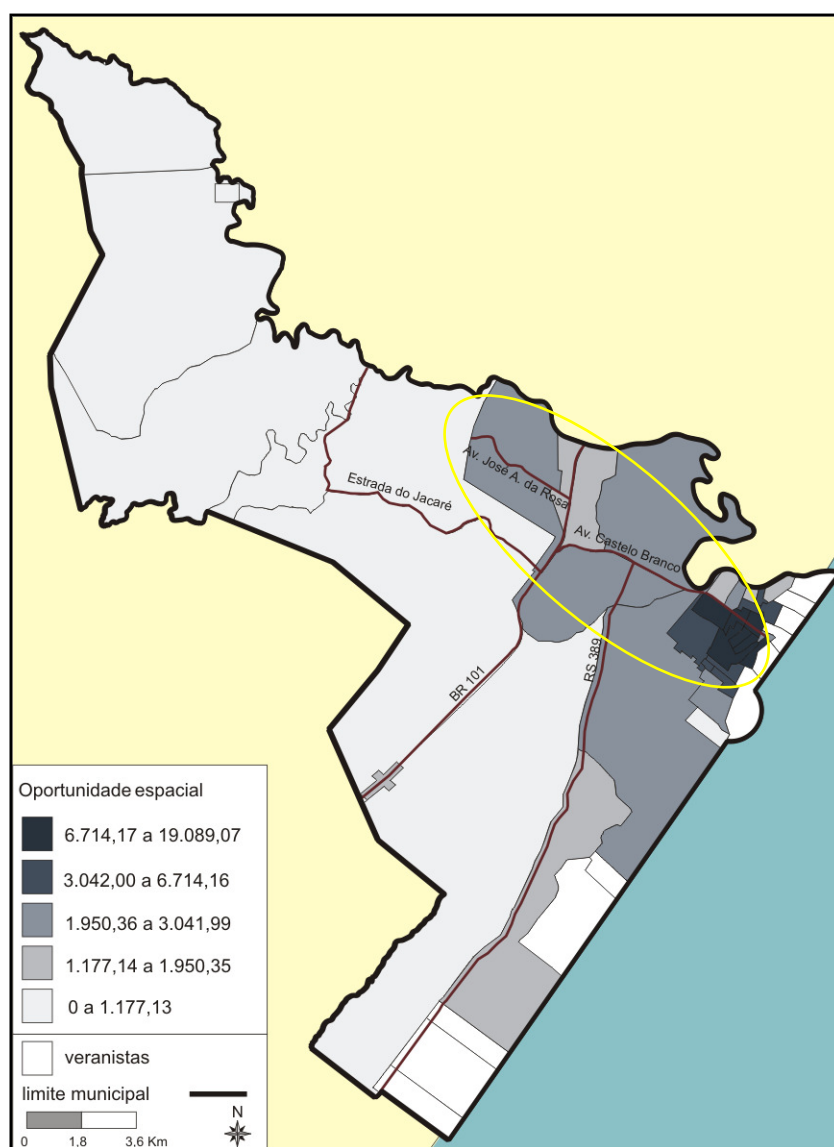 Av. José A. da Rosa
Estrada do Jacaré
Av. Castelo Branco
RS 389
BR 101
Oportunidade espacial
6.714,17 a 19.089,07
3.042,00 a 6.714,16
1.950,36 a 3.041,99
1.177,14 a 1.950,35
0 a 1.177,13
veranistas
limite municipal
N
0 1,8 3,6 Km